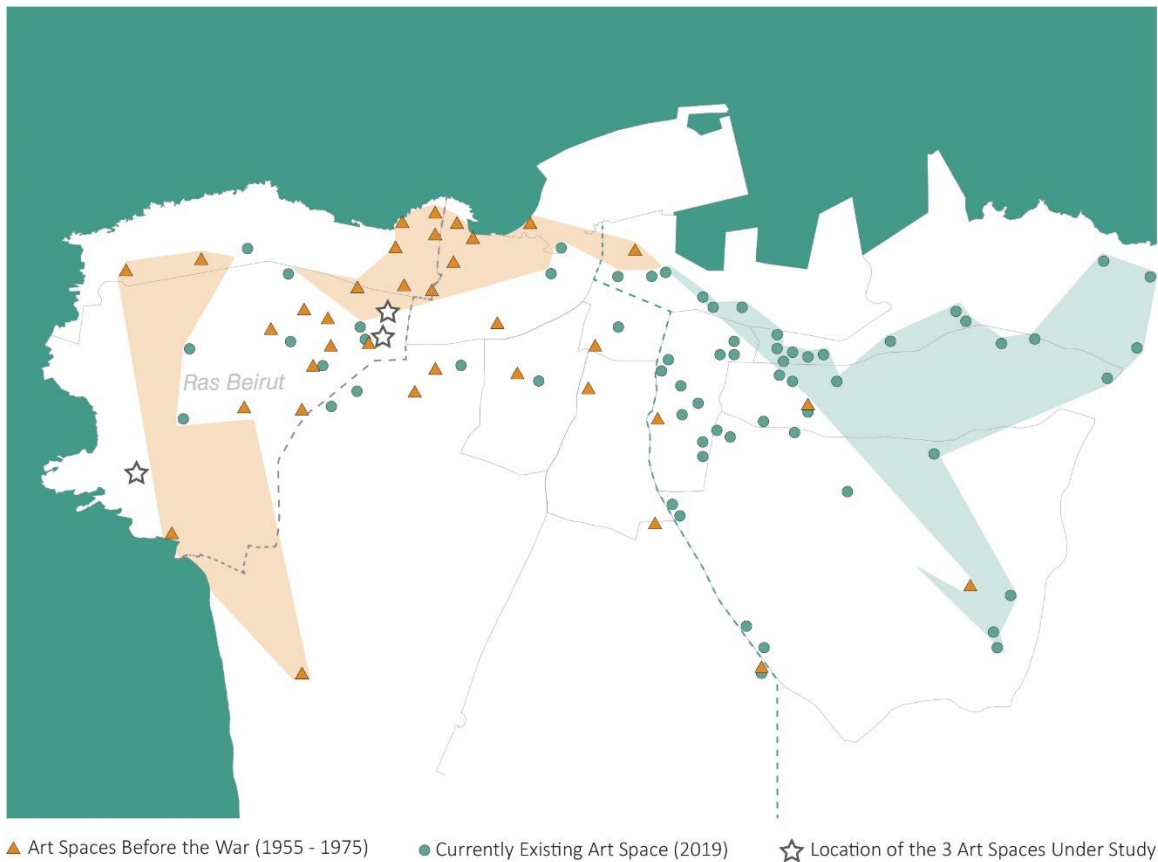 Ras Beirut
Art Spaces Before the War (1955 - 1975) Currently Existing Art Space (2019) Location of the 3 Art Spaces Under Study